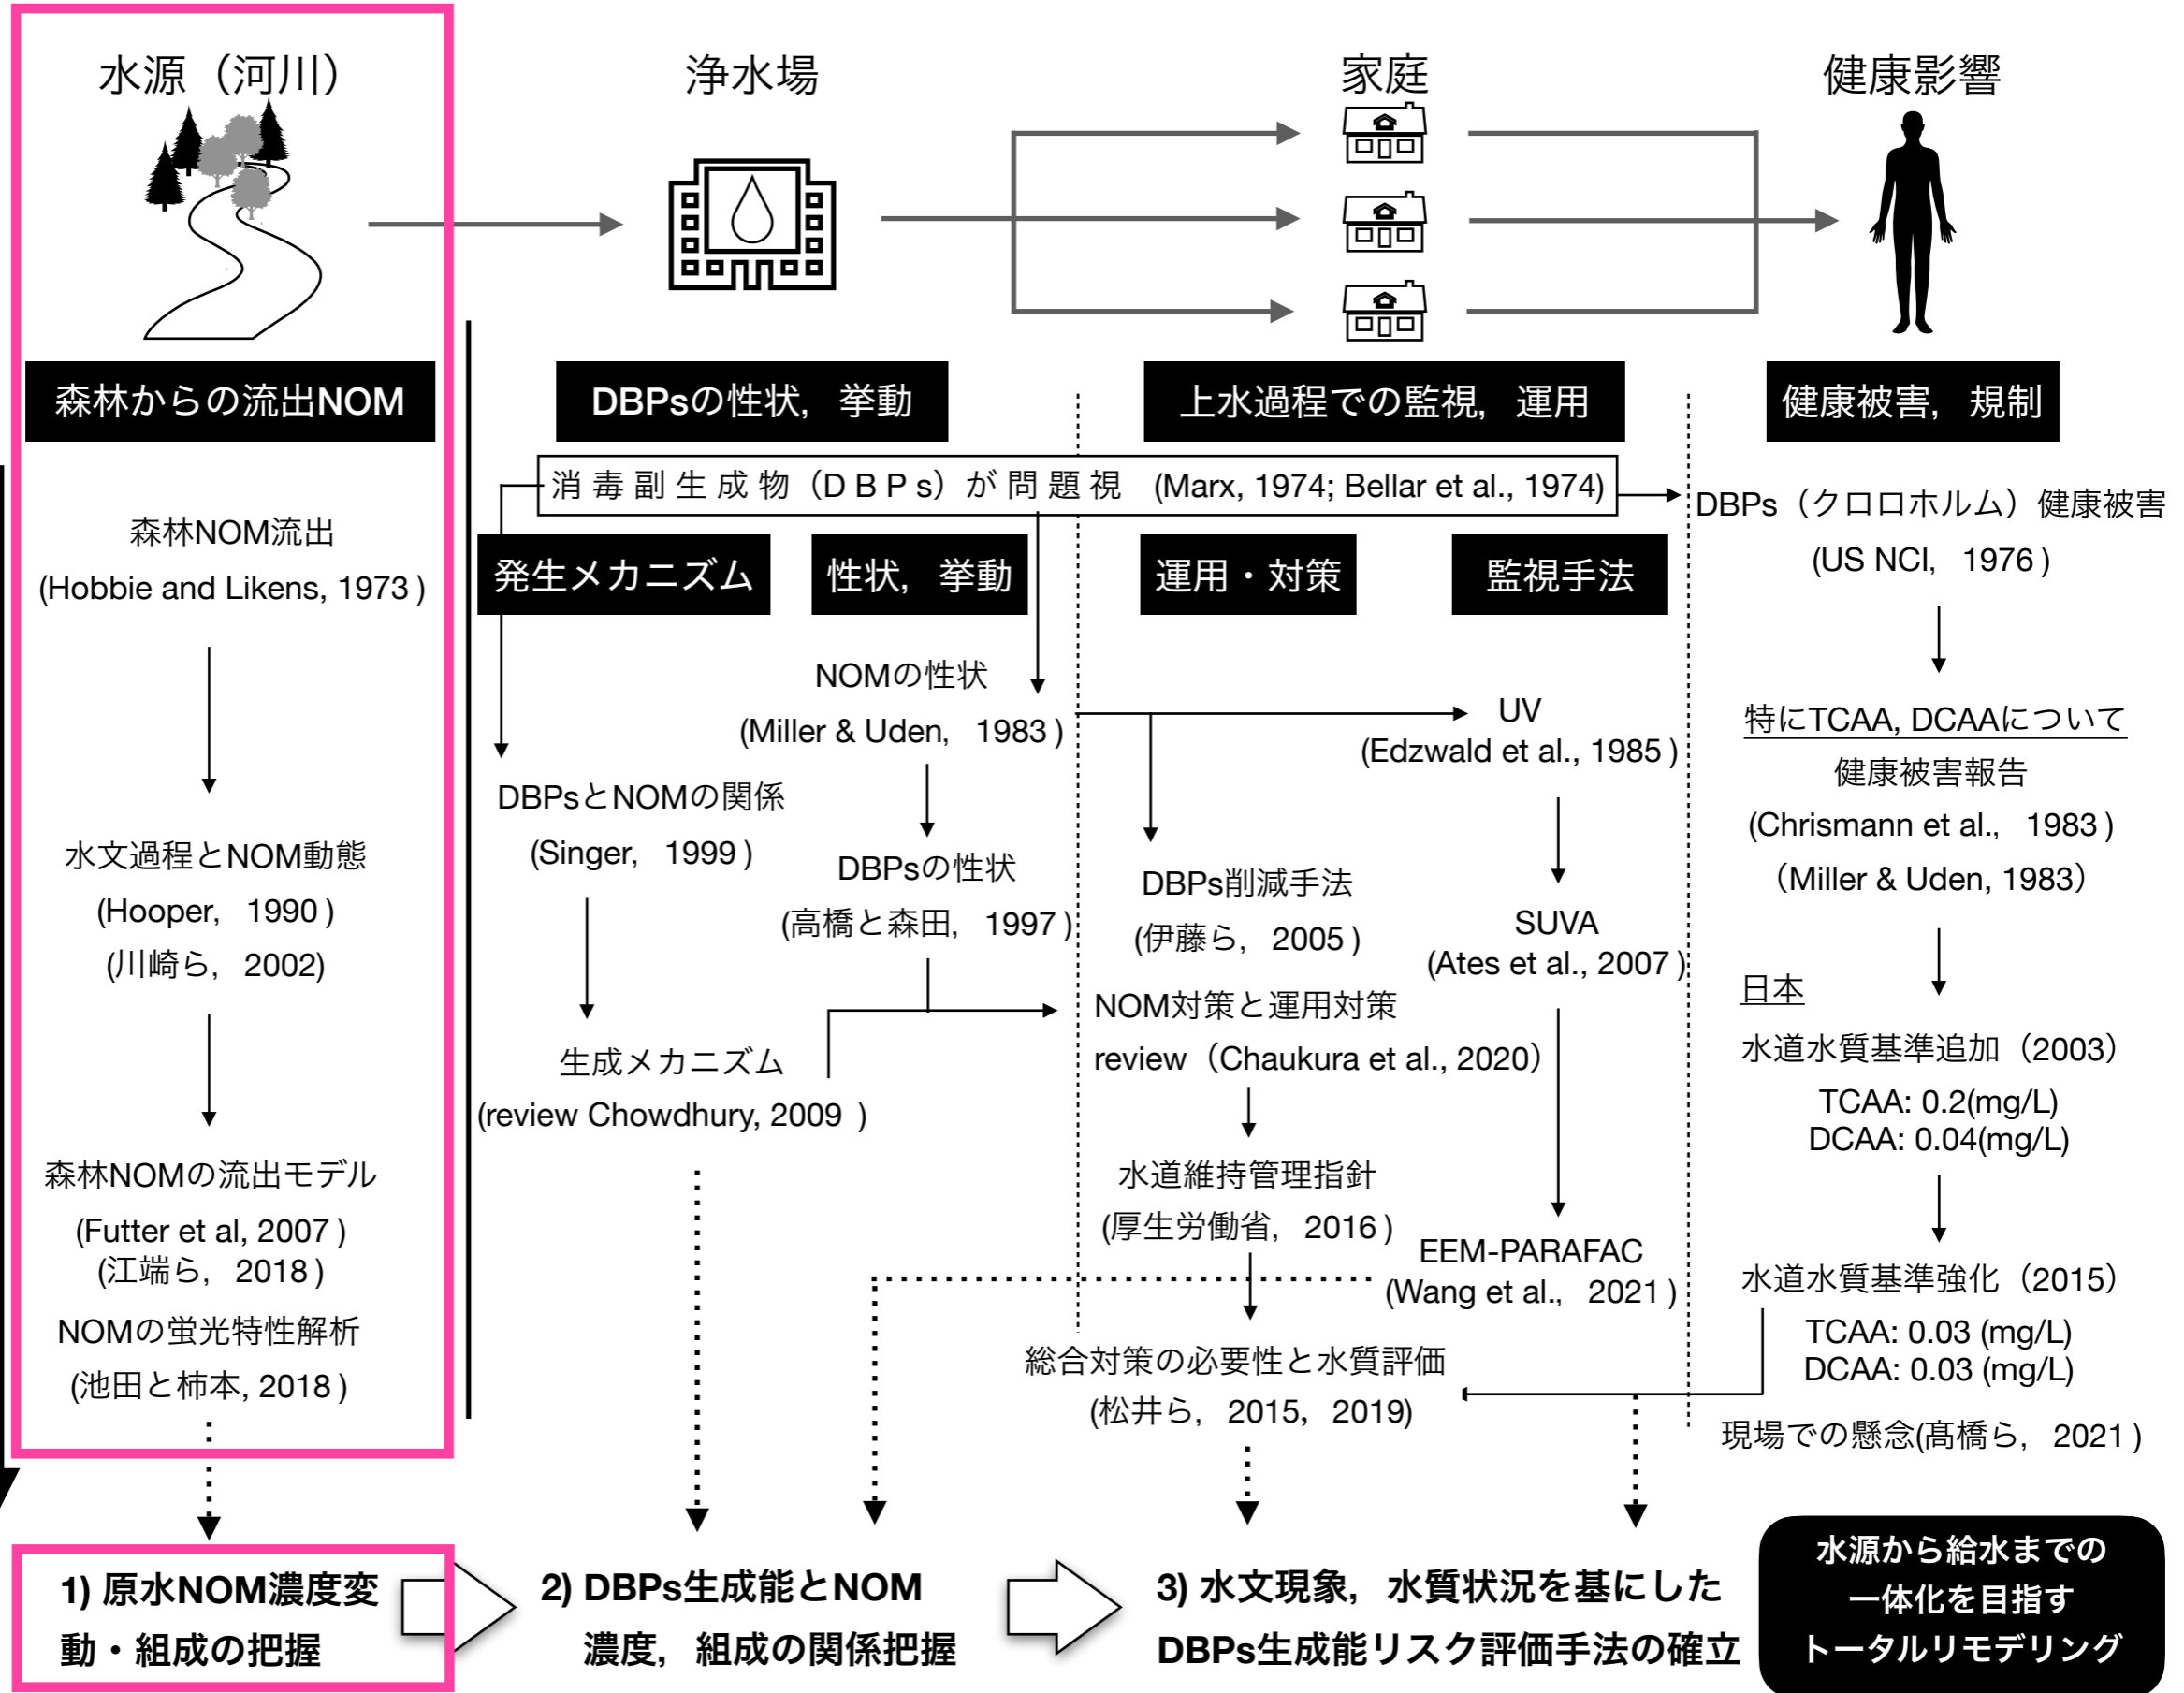 水源（河川）
浄水場
家庭
健康影響
森林からの流出NOM
DBPsの性状，挙動
上水過程での監視，運用
健康被害，規制
消毒副生成物（DBPs）が問題視 (Marx, 1974; Bellar et al., 1974)
発生メカニズム
性状，挙動
運用・対策
監視手法
森林NOM流出
(Hobbie and Likens, 1973)
水文過程とNOM動態
(Hooper，1990)
(川崎ら，2002)
森林NOMの流出モデル
(Futter et al, 2007)
(江端ら，2018)
NOMの蛍光特性解析
(池田と柿本, 2018)
DBPsとNOMの関係
(Singer，1999)
生成メカニズム
(review Chowdhury, 2009 )
NOMの性状
(Miller & Uden，1983)
DBPsの性状
(高橋と森田，1997)
DBPs削減手法
(伊藤ら，2005)
NOM対策と運用対策
review（Chaukura et al., 2020）
水道維持管理指針
(厚生労働省，2016)
総合対策の必要性と水質評価
(松井ら，2015，2019)
UV
(Edzwald et al., 1985)
SUVA
(Ates et al., 2007)
EEM-PARAFAC
(Wang et al.，2021)
DBPs（クロロホルム）健康被害
(US NCI，1976)
特にTCAA, DCAAについて
健康被害報告
(Chrismann et al.，1983)
（Miller & Uden, 1983）
日本
水道水質基準追加（2003）
TCAA: 0.2(mg/L)
DCAA: 0.04(mg/L)
水道水質基準強化（2015）
TCAA: 0.03 (mg/L)
DCAA: 0.03 (mg/L)
現場での懸念(髙橋ら，2021)
1) 原水NOM濃度変
動・組成の把握
2) DBPs生成能とNOM
濃度，組成の関係把握
3) 水文現象，水質状況を基にした
DBPs生成能リスク評価手法の確立
水源から給水までの
一体化を目指す
トータルリモデリング